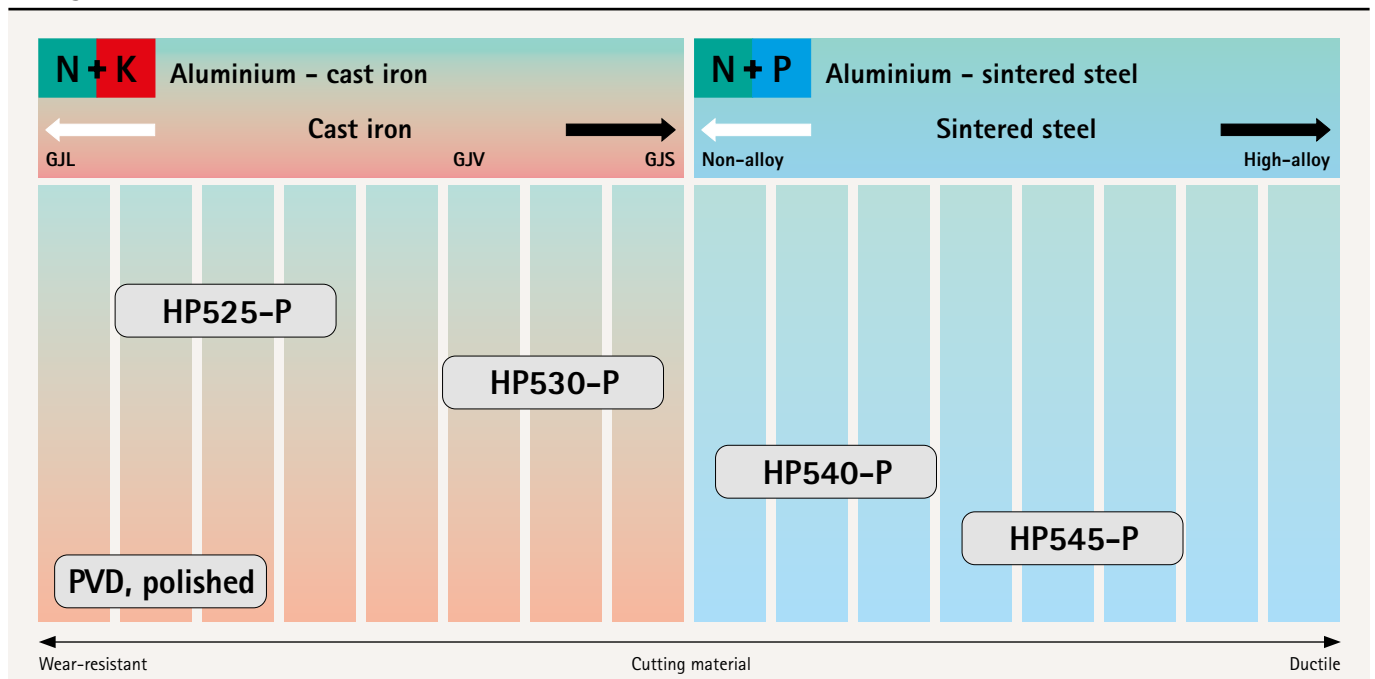 N + K Aluminium - cast iron
Cast iron
GJL GJV GJS
N + P Aluminium - sintered steel
Sintered steel
Non-alloy High-alloy
HP525-P
HP530-P
HP540-P
HP545-P
PVD, polished
Wear-resistant Cutting material Ductile